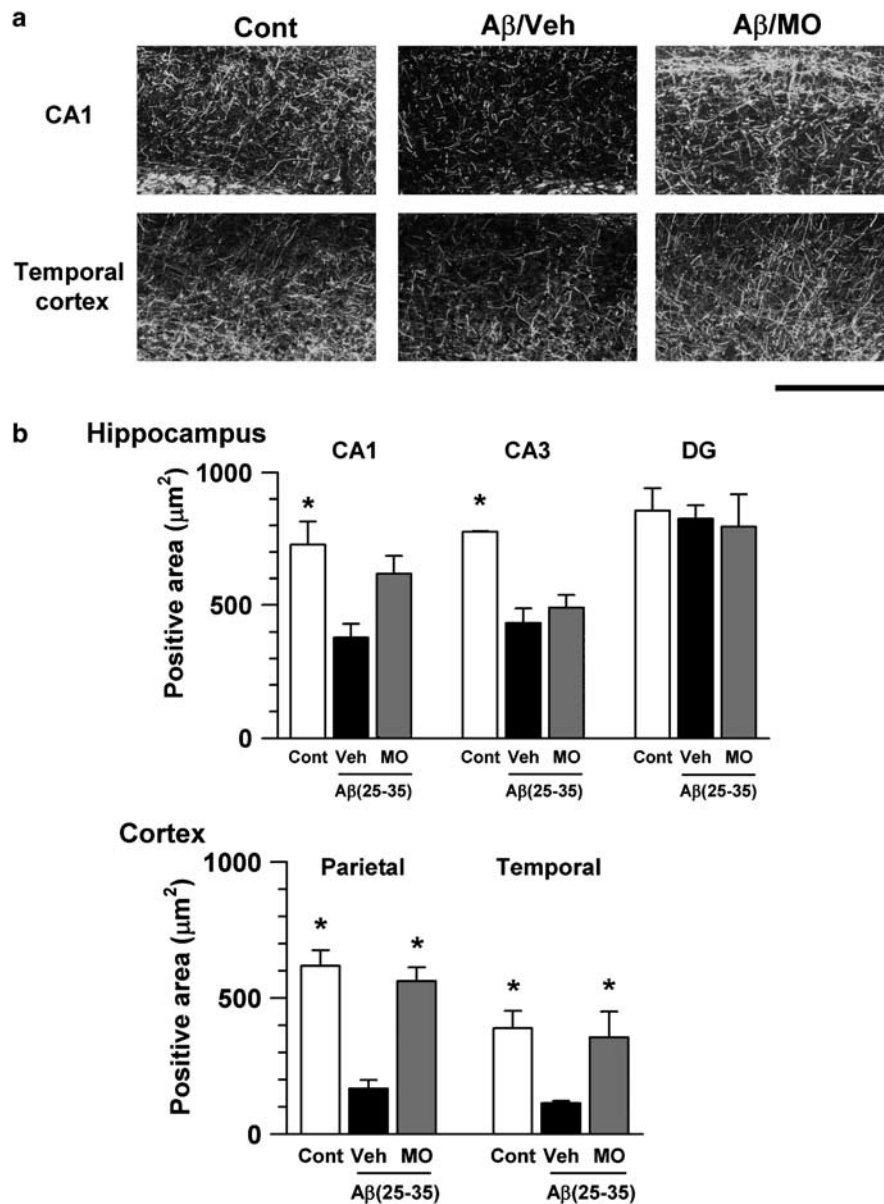 a
Cont Aβ/Veh Aβ/MO
CA1
Temporal
cortex
b Hippocampus
CA1 CA3 DG
Positive area (μm²)
1000
500
0
* *
Cont Veh MO Cont Veh MO Cont Veh MO
Aβ(25-35) Aβ(25-35) Aβ(25-35)
Cortex
Parietal Temporal
Positive area (μm²)
1000
500
0
* * * *
Cont Veh MO Cont Veh MO
Aβ(25-35) Aβ(25-35)